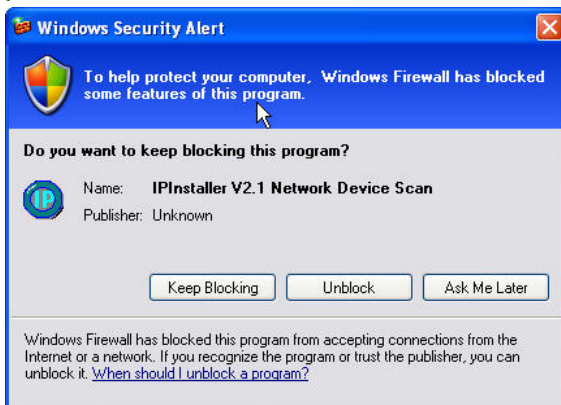 Windows Security Alert
To help protect your computer, Windows Firewall has blocked
some features of this program.
Do you want to keep blocking this program?
IP
Name: IPInstaller V2.1 Network Device Scan
Publisher: Unknown
Keep Blocking Unblock Ask Me Later
Windows Firewall has blocked this program from accepting connections from the
Internet or a network. If you recognize the program or trust the publisher, you can
unblock it. When should I unblock a program?